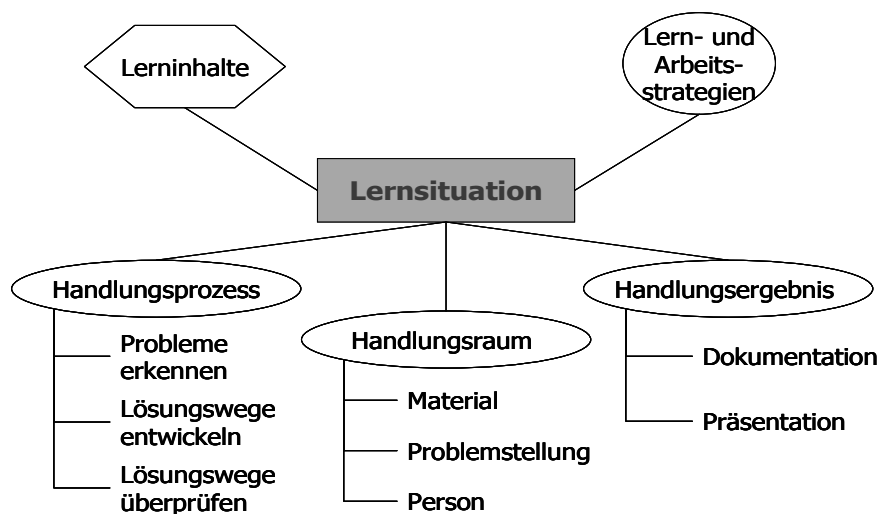 Lerninhalte
Lern- und
Arbeits-
strategien
Lernsituation
Handlungsprozess
Probleme
erkennen
Lösungswege
entwickeln
Lösungswege
überprüfen
Handlungsraum
Material
Problemstellung
Person
Handlungsergebnis
Dokumentation
Präsentation